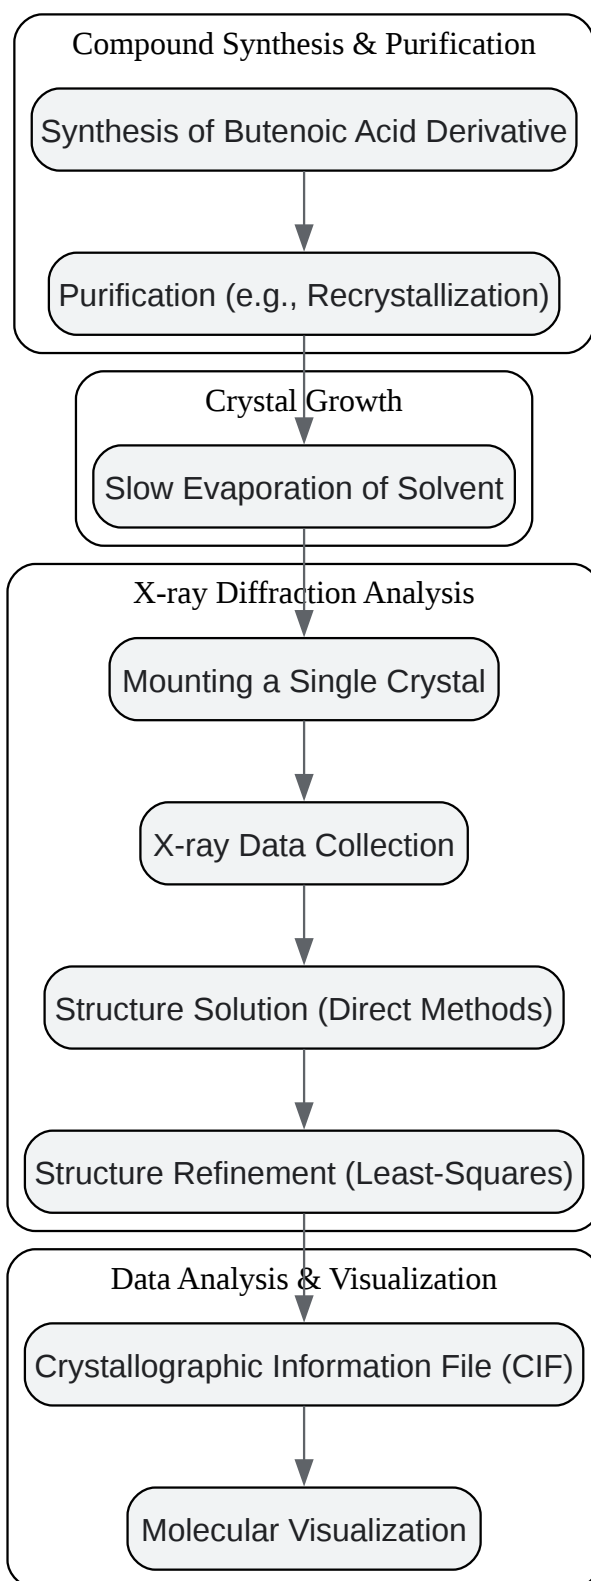 Compound Synthesis & Purification
Synthesis of Butenoic Acid Derivative
Purification (e.g., Recrystallization)
Crystal Growth
Slow Evaporation of Solvent
X-ray Diffraction Analysis
Mounting a Single Crystal
X-ray Data Collection
Structure Solution (Direct Methods)
Structure Refinement (Least-Squares)
Data Analysis & Visualization
Crystallographic Information File (CIF)
Molecular Visualization